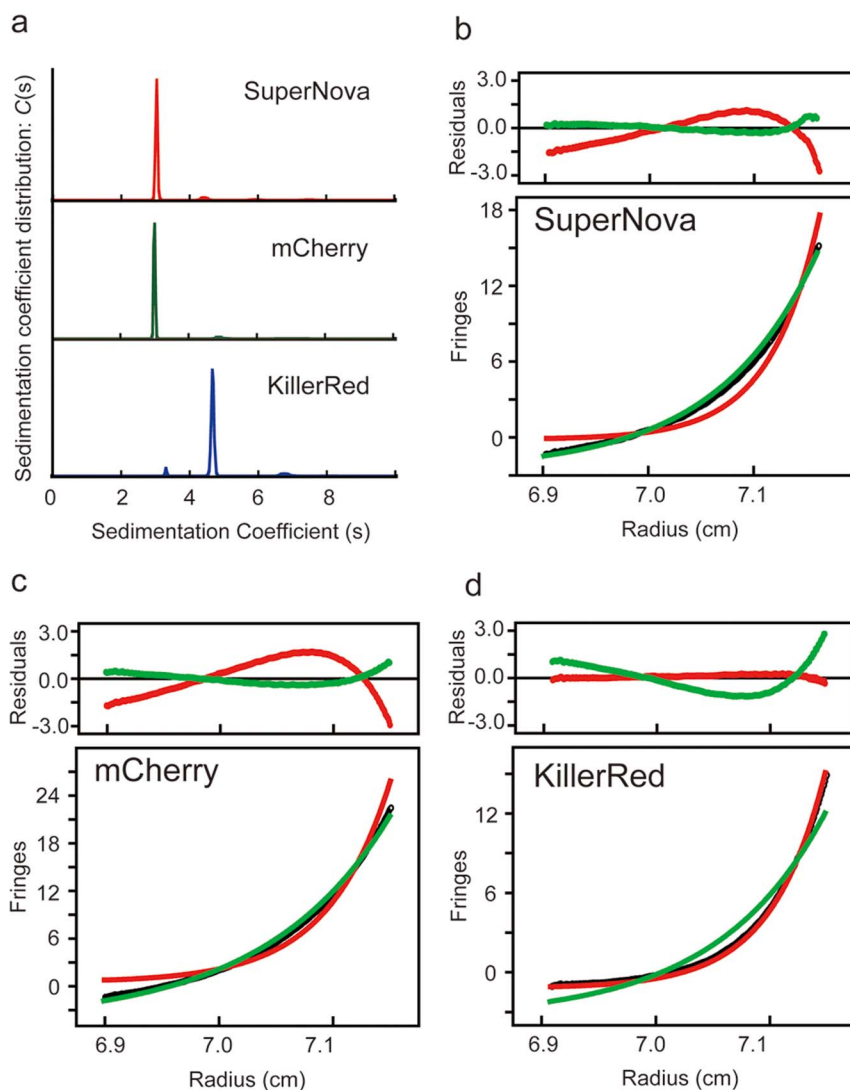 a
Sedimentation coefficient distribution: C(s)
SuperNova
mCherry
KillerRed
0 2 4 6 8
Sedimentation Coefficient (s)
b
Residuals
3.0
0.0
-3.0
SuperNova
Fringes
18
12
6
0
6.9 7.0 7.1
Radius (cm)
c
Residuals
3.0
0.0
-3.0
mCherry
Fringes
24
18
12
6
0
6.9 7.0 7.1
Radius (cm)
d
Residuals
3.0
0.0
-3.0
KillerRed
Fringes
12
6
0
6.9 7.0 7.1
Radius (cm)